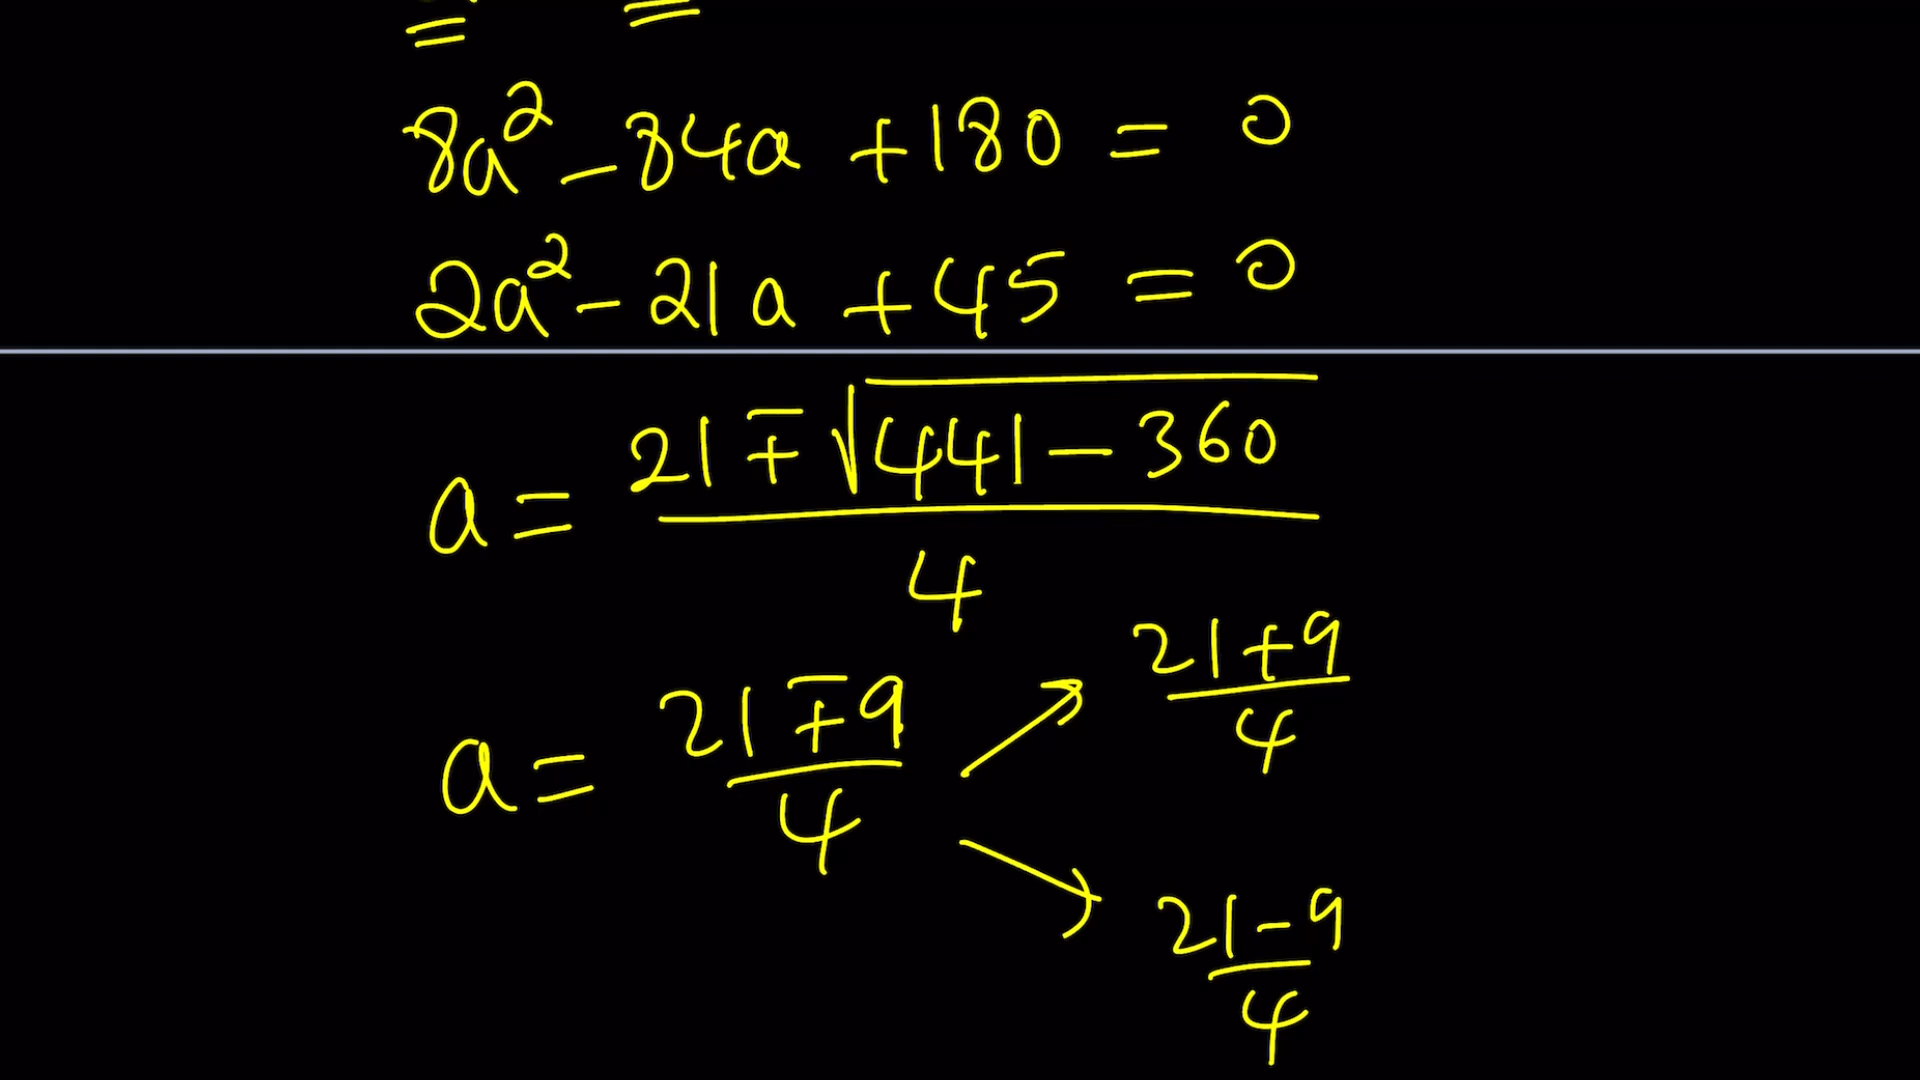 8a² - 84a + 180 = 0
2a² - 21a + 45 = 0
a = (21 ∓ √(441 - 360)) / 4
a = (21 ∓ 9) / 4 ↗ (21 + 9) / 4
↘ (21 - 9) / 4